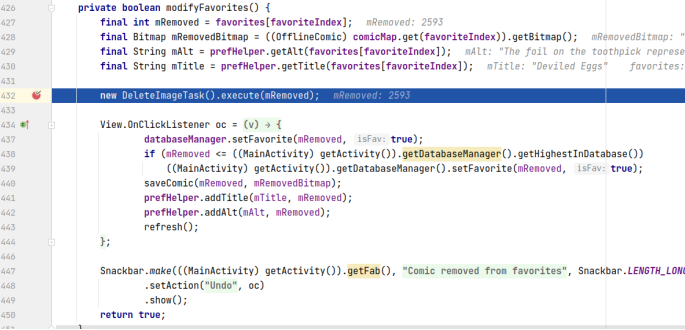 426 private boolean modifyFavorites() {
427 final int mRemoved = favorites[favoriteIndex]; mRemoved: 2593
428 final Bitmap mRemovedBitmap = ((OfflineComic) comicMap.get(favoriteIndex)).getBitmap(); mRemovedBitmap: "
429 final String mAlt = prefHelper.getAlt(favorites[favoriteIndex]); mAlt: "The foil on the toothpick represe
430 final String mTitle = prefHelper.getTitle(favorites[favoriteIndex]); mTitle: "Deviled Eggs" favorites:
431
432 new DeleteImageTask().execute(mRemoved); mRemoved: 2593
433
434 View.OnClickListener oc = (v) → {
437 databaseManager.setFavorite(mRemoved, isFav: true);
438 if (mRemoved <= ((MainActivity) getActivity()).getDatabaseManager().getHighestInDatabase())
439 ((MainActivity) getActivity()).getDatabaseManager().setFavorite(mRemoved, isFav: true);
440 saveComic(mRemoved, mRemovedBitmap);
441 prefHelper.addTitle(mTitle, mRemoved);
442 prefHelper.addAlt(mAlt, mRemoved);
443 refresh();
444 };
446
447 Snackbar.make(((MainActivity) getActivity()).getFab(), "Comic removed from favorites", Snackbar.LENGTH_LONG
448 .setAction("Undo", oc)
449 .show();
450 return true;